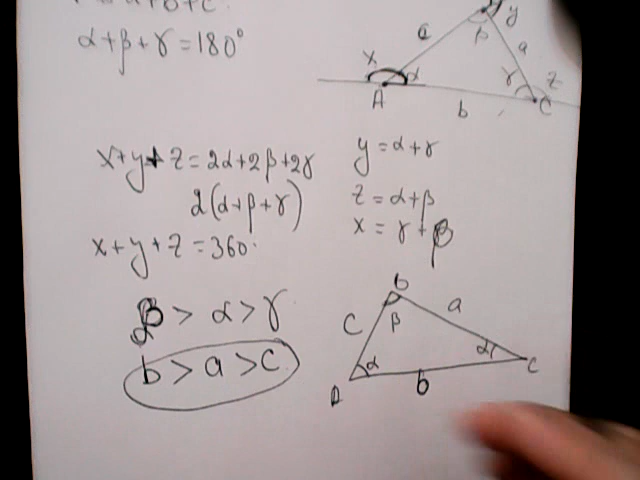 α+β+γ=180°
x+y+z=2α+2β+2γ
2(α+β+γ)
x+y+z=360·
β > α > γ
b > a > c
x
α
a
β
y
a
γ
z
A
b
C
y=α+γ
z=α+β
x=γ+β
b
a
c
β
α
α
C
A
b